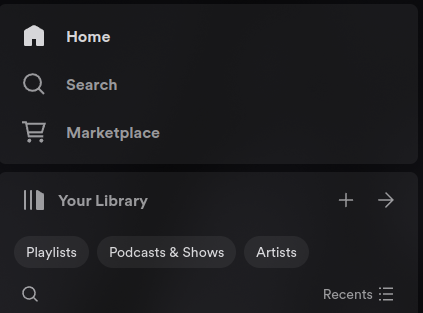 Home
Search
Marketplace
Your Library
Playlists Podcasts & Shows Artists
Recents